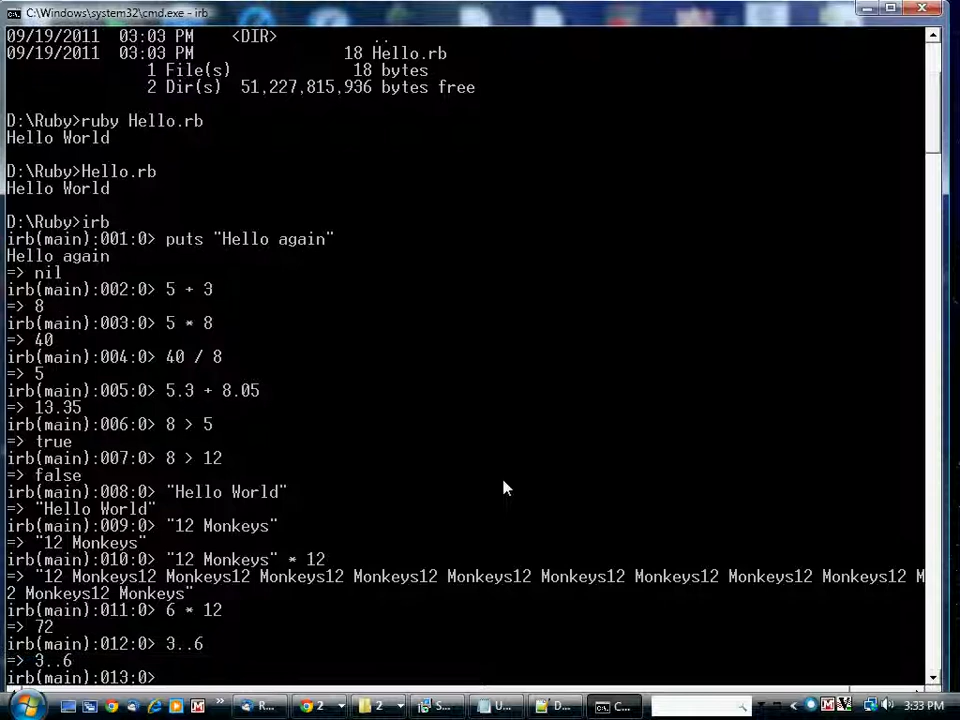 C:\Windows\system32\cmd.exe - irb
09/19/2011  03:03 PM    <DIR>          ..
09/19/2011  03:03 PM                18 Hello.rb
1 File(s)             18 bytes
2 Dir(s)  51,227,815,936 bytes free
D:\Ruby>ruby Hello.rb
Hello World
D:\Ruby>Hello.rb
Hello World
D:\Ruby>irb
irb(main):001:0> puts "Hello again"
Hello again
=> nil
irb(main):002:0> 5 + 3
=> 8
irb(main):003:0> 5 * 8
=> 40
irb(main):004:0> 40 / 8
=> 5
irb(main):005:0> 5.3 + 8.05
=> 13.35
irb(main):006:0> 8 > 5
=> true
irb(main):007:0> 8 > 12
=> false
irb(main):008:0> "Hello World"
=> "Hello World"
irb(main):009:0> "12 Monkeys"
=> "12 Monkeys"
irb(main):010:0> "12 Monkeys" * 12
=> "12 Monkeys12 Monkeys12 Monkeys12 Monkeys12 Monkeys12 Monkeys12 Monkeys12 Monkeys12 Monkeys12 M
2 Monkeys12 Monkeys"
irb(main):011:0> 6 * 12
=> 72
irb(main):012:0> 3..6
=> 3..6
irb(main):013:0>
R... 2 2 S... U... D... C... 3:33 PM